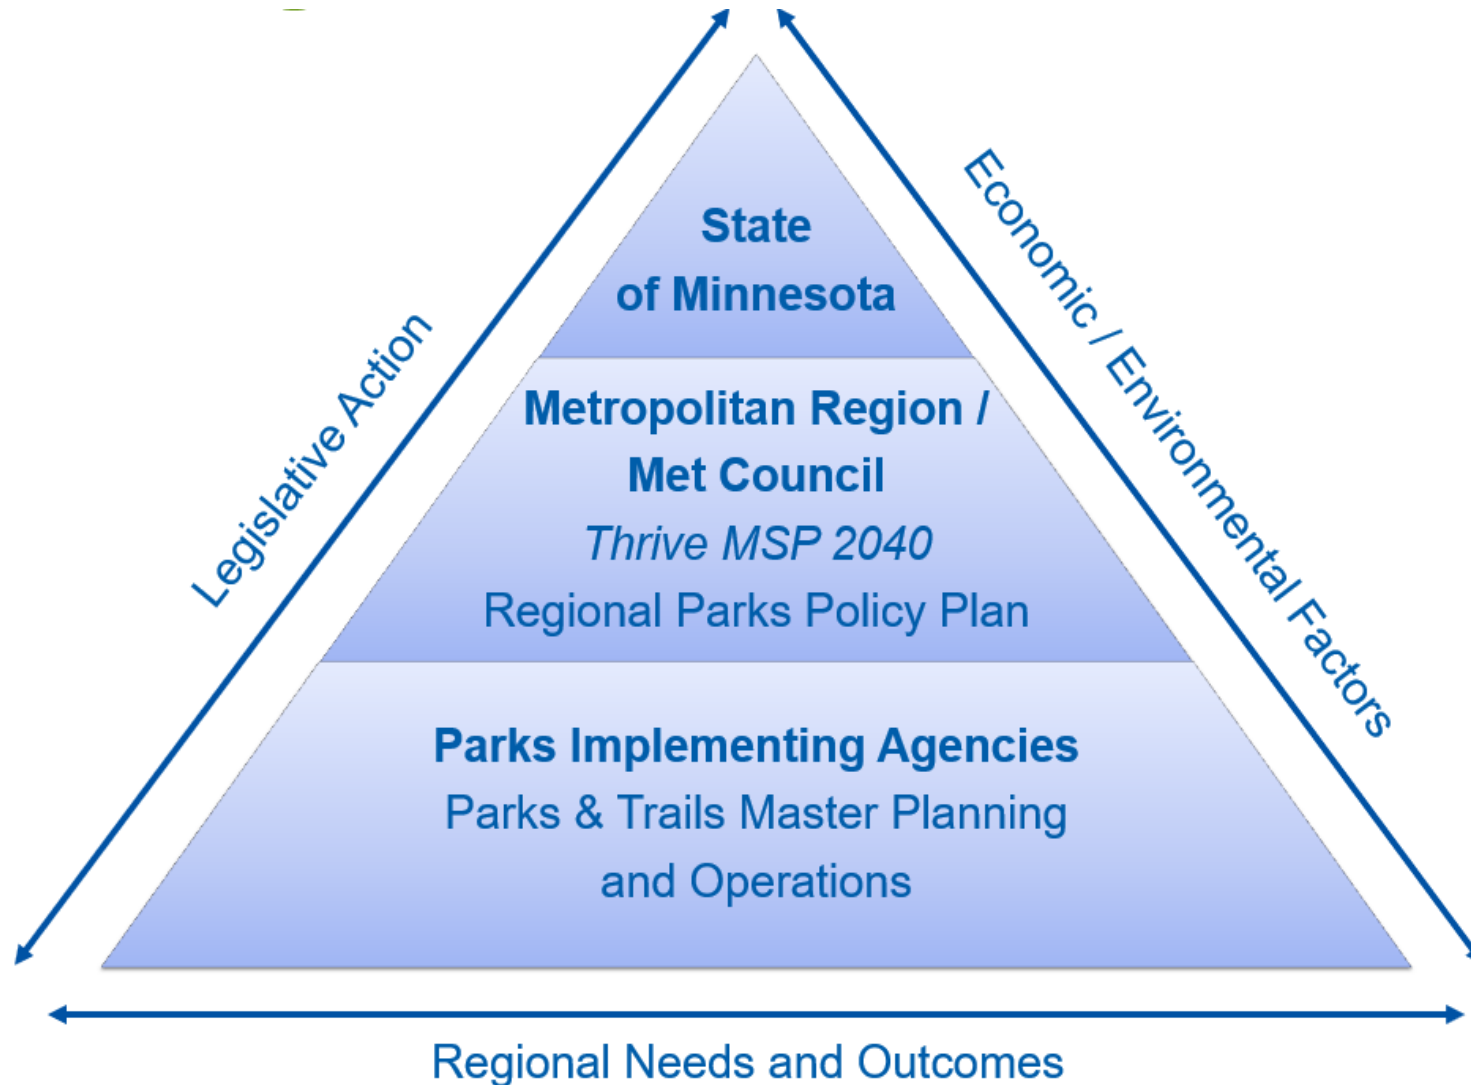 State
of Minnesota
Metropolitan Region /
Met Council
Thrive MSP 2040
Regional Parks Policy Plan
Parks Implementing Agencies
Parks & Trails Master Planning
and Operations
Legislative Action
Economic / Environmental Factors
Regional Needs and Outcomes